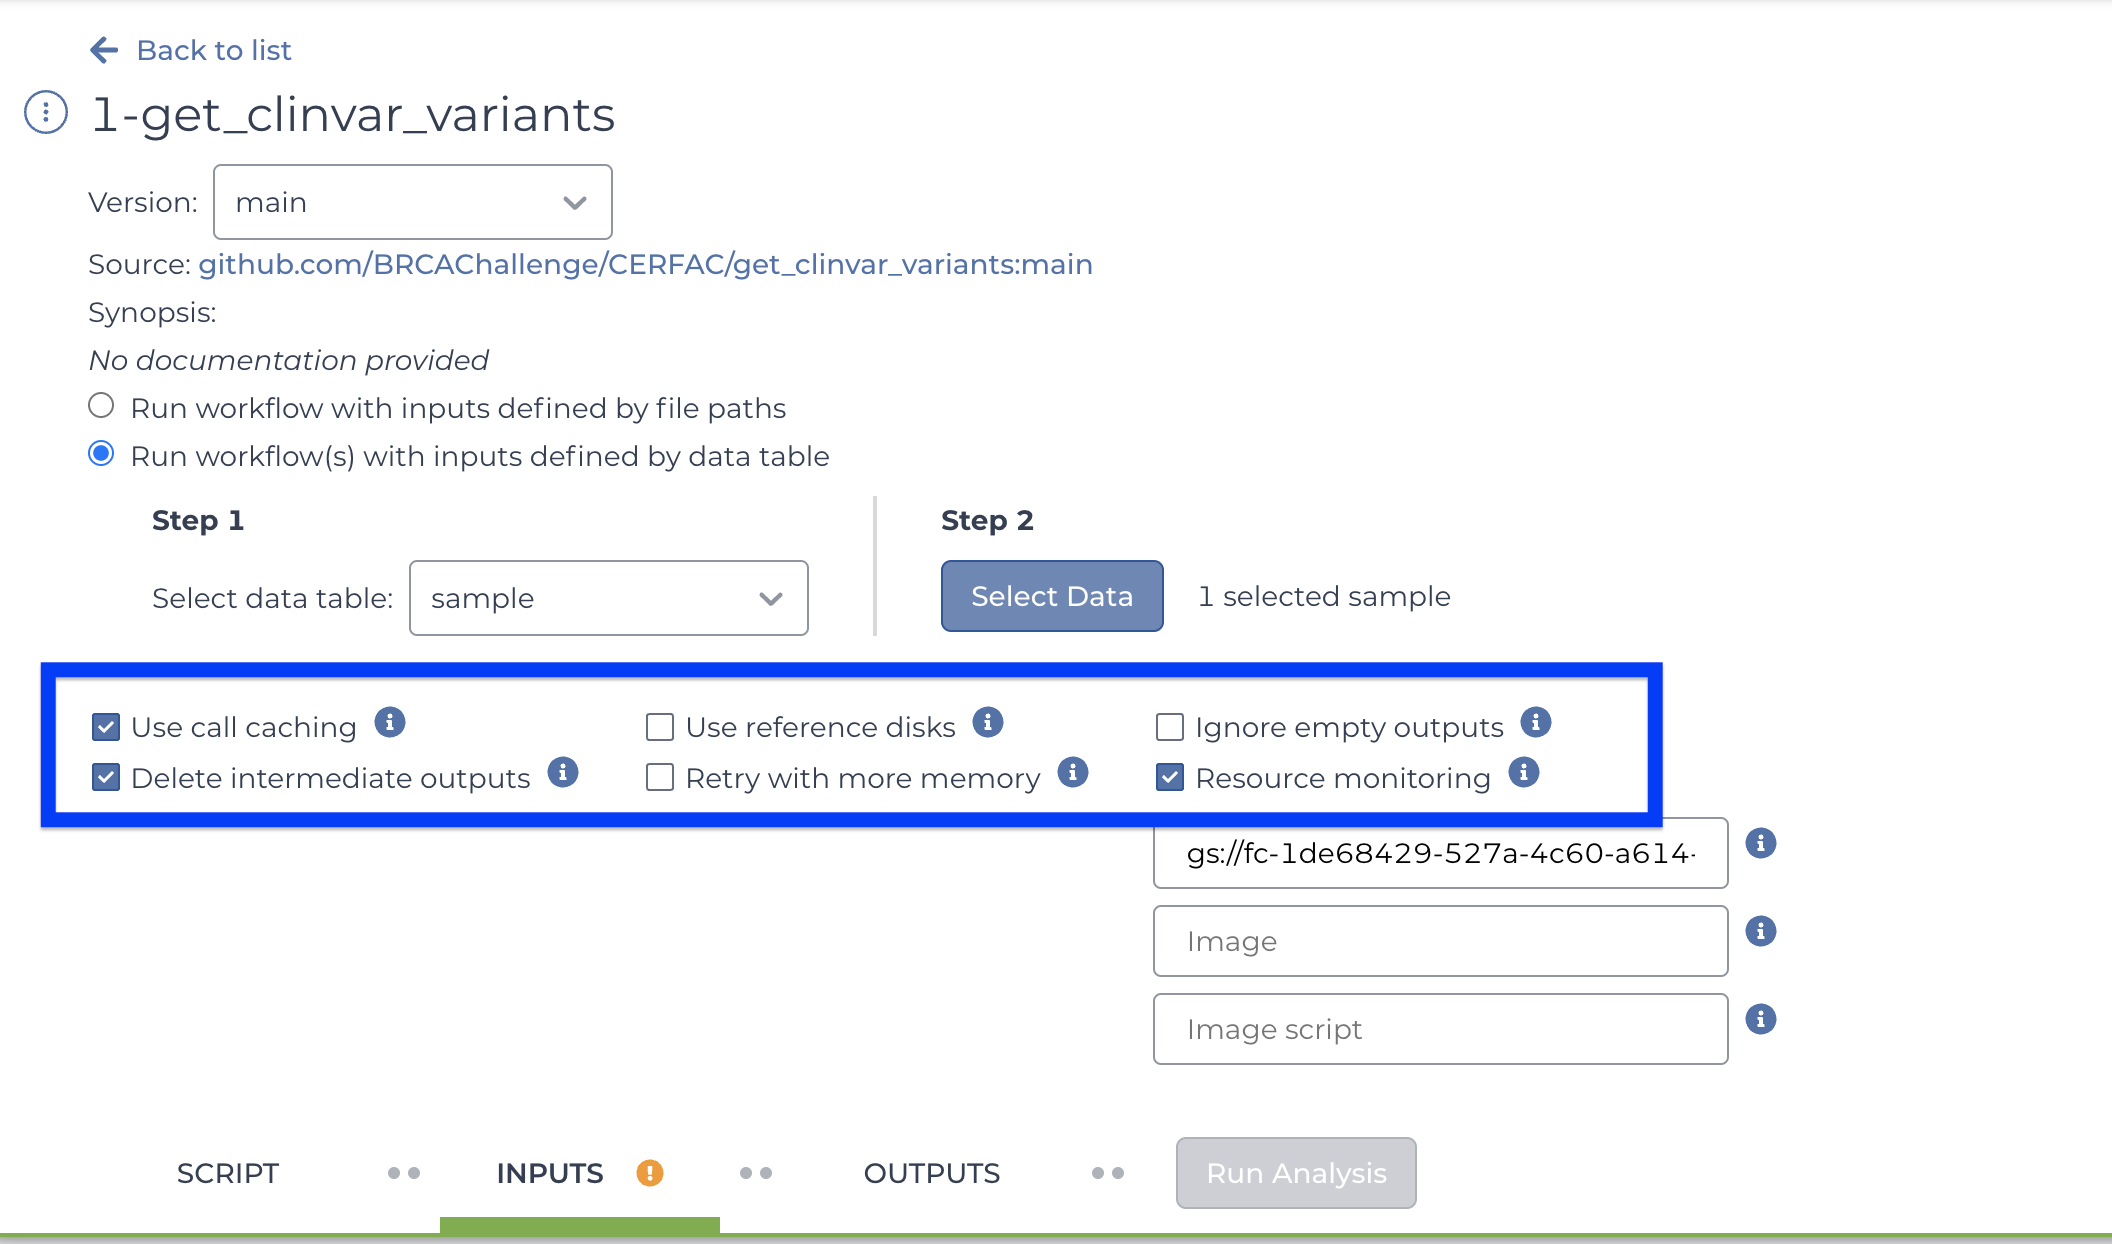 Back to list
1-get_clinvar_variants
Version: main
Source: github.com/BRCAChallenge/CERFAC/get_clinvar_variants:main
Synopsis:
No documentation provided
Run workflow with inputs defined by file paths
Run workflow(s) with inputs defined by data table
Step 1
Select data table: sample
Step 2
Select Data 1 selected sample
Use call caching Use reference disks Ignore empty outputs
Delete intermediate outputs Retry with more memory Resource monitoring
gs://fc-1de68429-527a-4c60-a614-
Image
Image script
SCRIPT INPUTS OUTPUTS Run Analysis